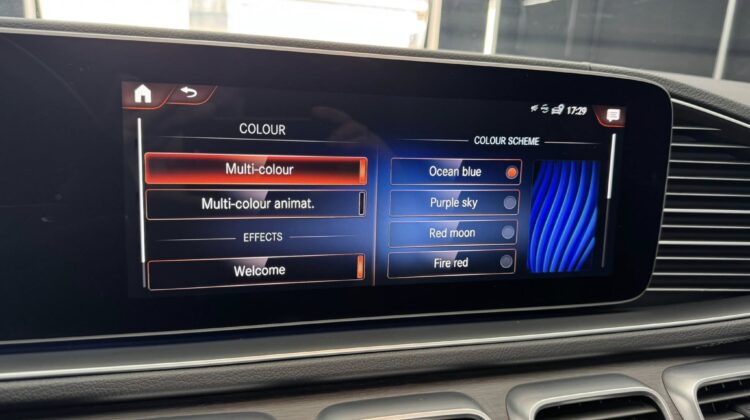 17:29
COLOUR
Multi-colour
Multi-colour animat.
EFFECTS
Welcome
COLOUR SCHEME
Ocean blue
Purple sky
Red moon
Fire red